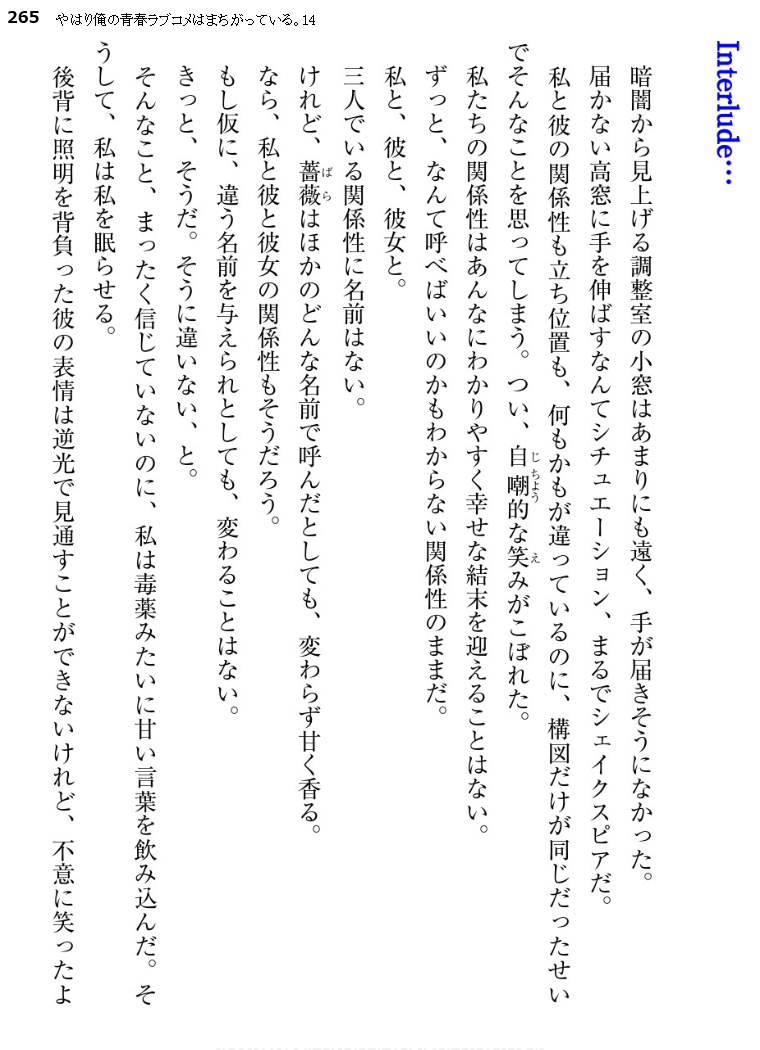 265 やはり俺の青春ラブコメはまちがっている。14
Interlude…
暗闇から見上げる調整室の小窓はあまりにも遠く、手が届きそうになかった。
届かない高窓に手を伸ばすなんてシチュエーション、まるでシェイクスピアだ。
私と彼の関係性も立ち位置も、何もかもが違っているのに、構図だけが同じだったせい
でそんなことを思ってしまう。つい、自嘲的な笑みがこぼれた。
私たちの関係性はあんなにわかりやすく幸せな結末を迎えることはない。
ずっと、なんて呼べばいいのかもわからない関係性のままだ。
私と、彼と、彼女と。
三人でいる関係性に名前はない。
けれど、薔薇はほかのどんな名前で呼んだとしても、変わらず甘く香る。
なら、私と彼と彼女の関係性もそうだろう。
もし仮に、違う名前を与えられとしても、変わることはない。
きっと、そうだ。そうに違いない、と。
そんなこと、まったく信じていないのに、私は毒薬みたいに甘い言葉を飲み込んだ。そ
うして、私は私を眠らせる。
後背に照明を背負った彼の表情は逆光で見通すことができないけれど、不意に笑ったよ